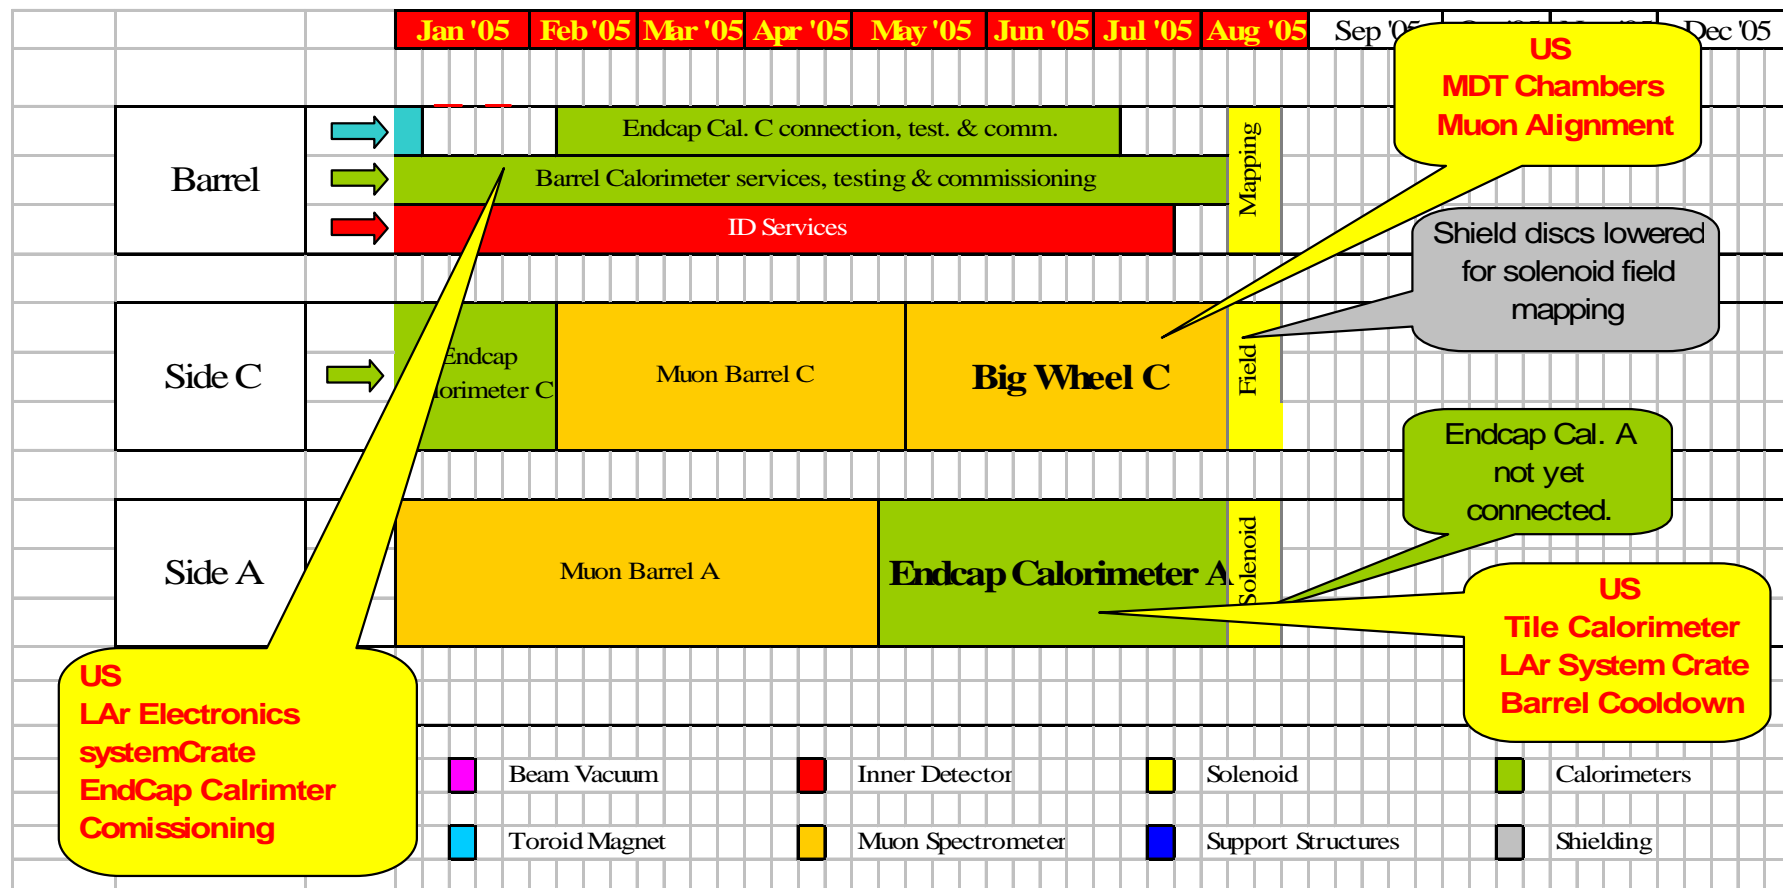 Jan '05 Feb '05 Mar '05 Apr '05 May '05 Jun '05 Jul '05 Aug '05 Sep '05 Dec '05
US
MDT Chambers
Muon Alignment
Barrel
Endcap Cal. C connection, test. & comm.
Barrel Calorimeter services, testing & commissioning
ID Services
Mapping
Shield discs lowered
for solenoid field
mapping
Side C
Endcap
lorimeter C
Muon Barrel C
Big Wheel C
Field
Endcap Cal. A
not yet
connected.
Side A
Muon Barrel A
Endcap Calorimeter A
Solenoid
US
Tile Calorimeter
LAr System Crate
Barrel Cooldown
US
LAr Electronics
systemCrate
EndCap Calrimter
Comissioning
Beam Vacuum
Inner Detector
Solenoid
Calorimeters
Toroid Magnet
Muon Spectrometer
Support Structures
Shielding